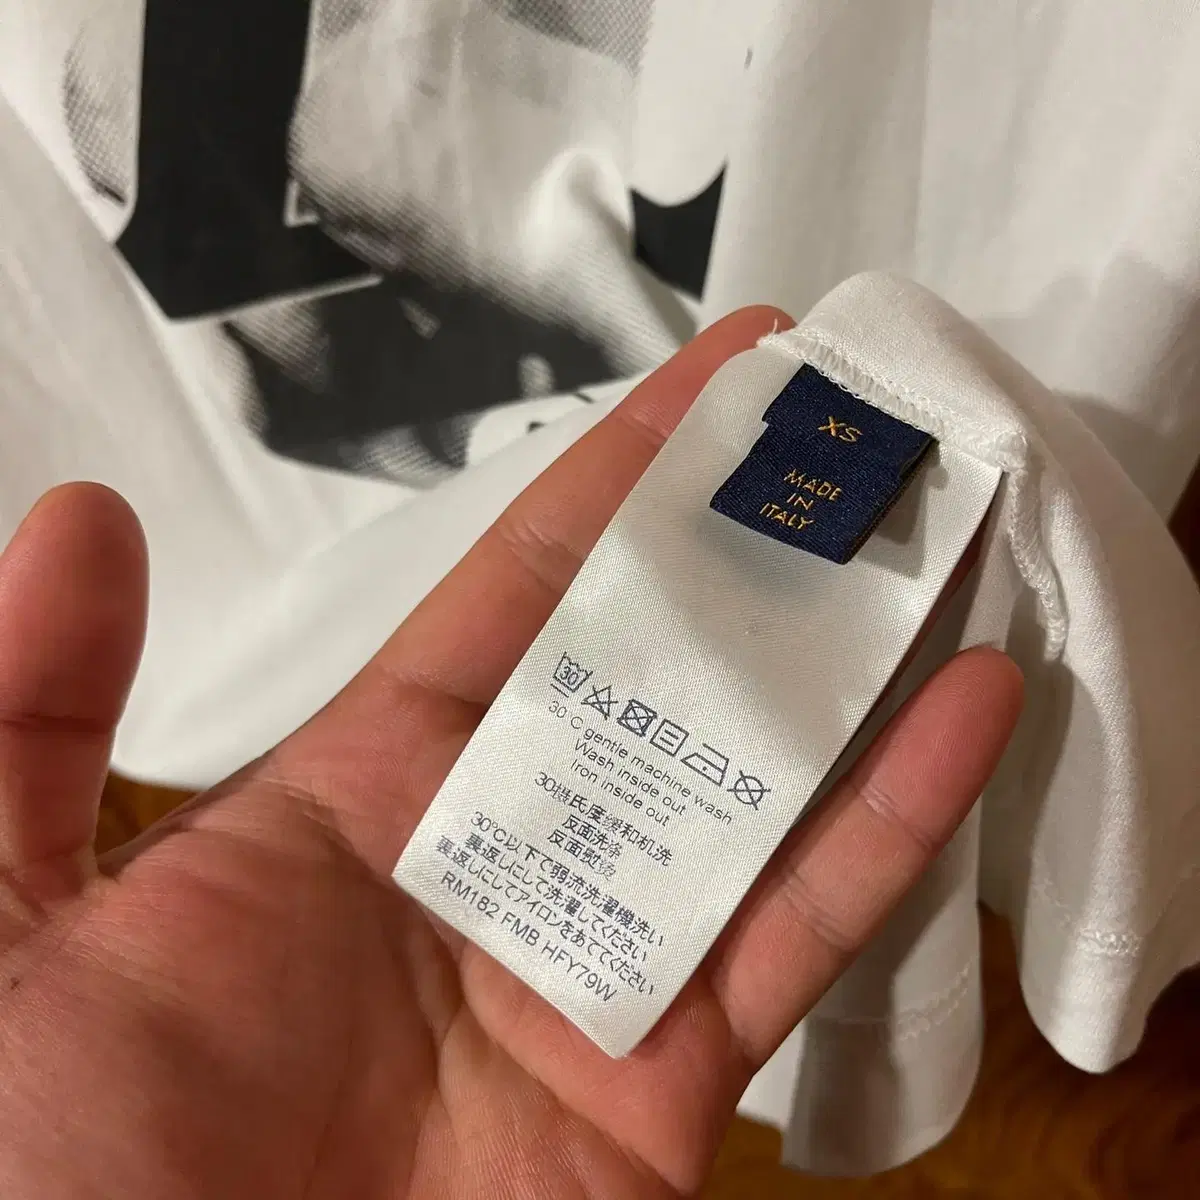 XS
MADE
IN
ITALY
30
30°C gentle machine wash
Wash inside out
Iron inside out
30摄氏度缓和机洗
反面洗涤
反面熨烫
30℃以下で弱流洗濯機洗い
裏返しにして洗濯してください
裏返しにしてアイロンをあててください
RM182 FMB HFY79W